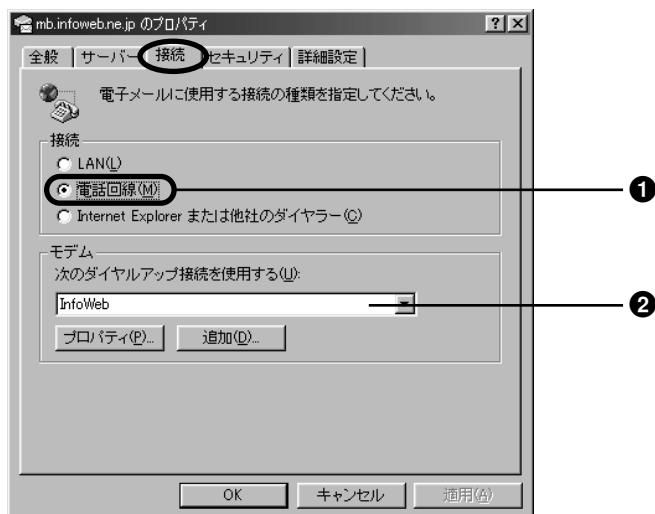 mb.infoweb.ne.jp のプロパティ
全般 サーバー 接続 セキュリティ 詳細設定
電子メールに使用する接続の種類を指定してください。
接続
LAN(L)
電話回線(M)
❶
Internet Explorer または他社のダイヤラー(C)
モデム
次のダイヤルアップ接続を使用する(U):
InfoWeb
❷
プロパティ(P)... 追加(D)...
OK キャンセル 適用(A)